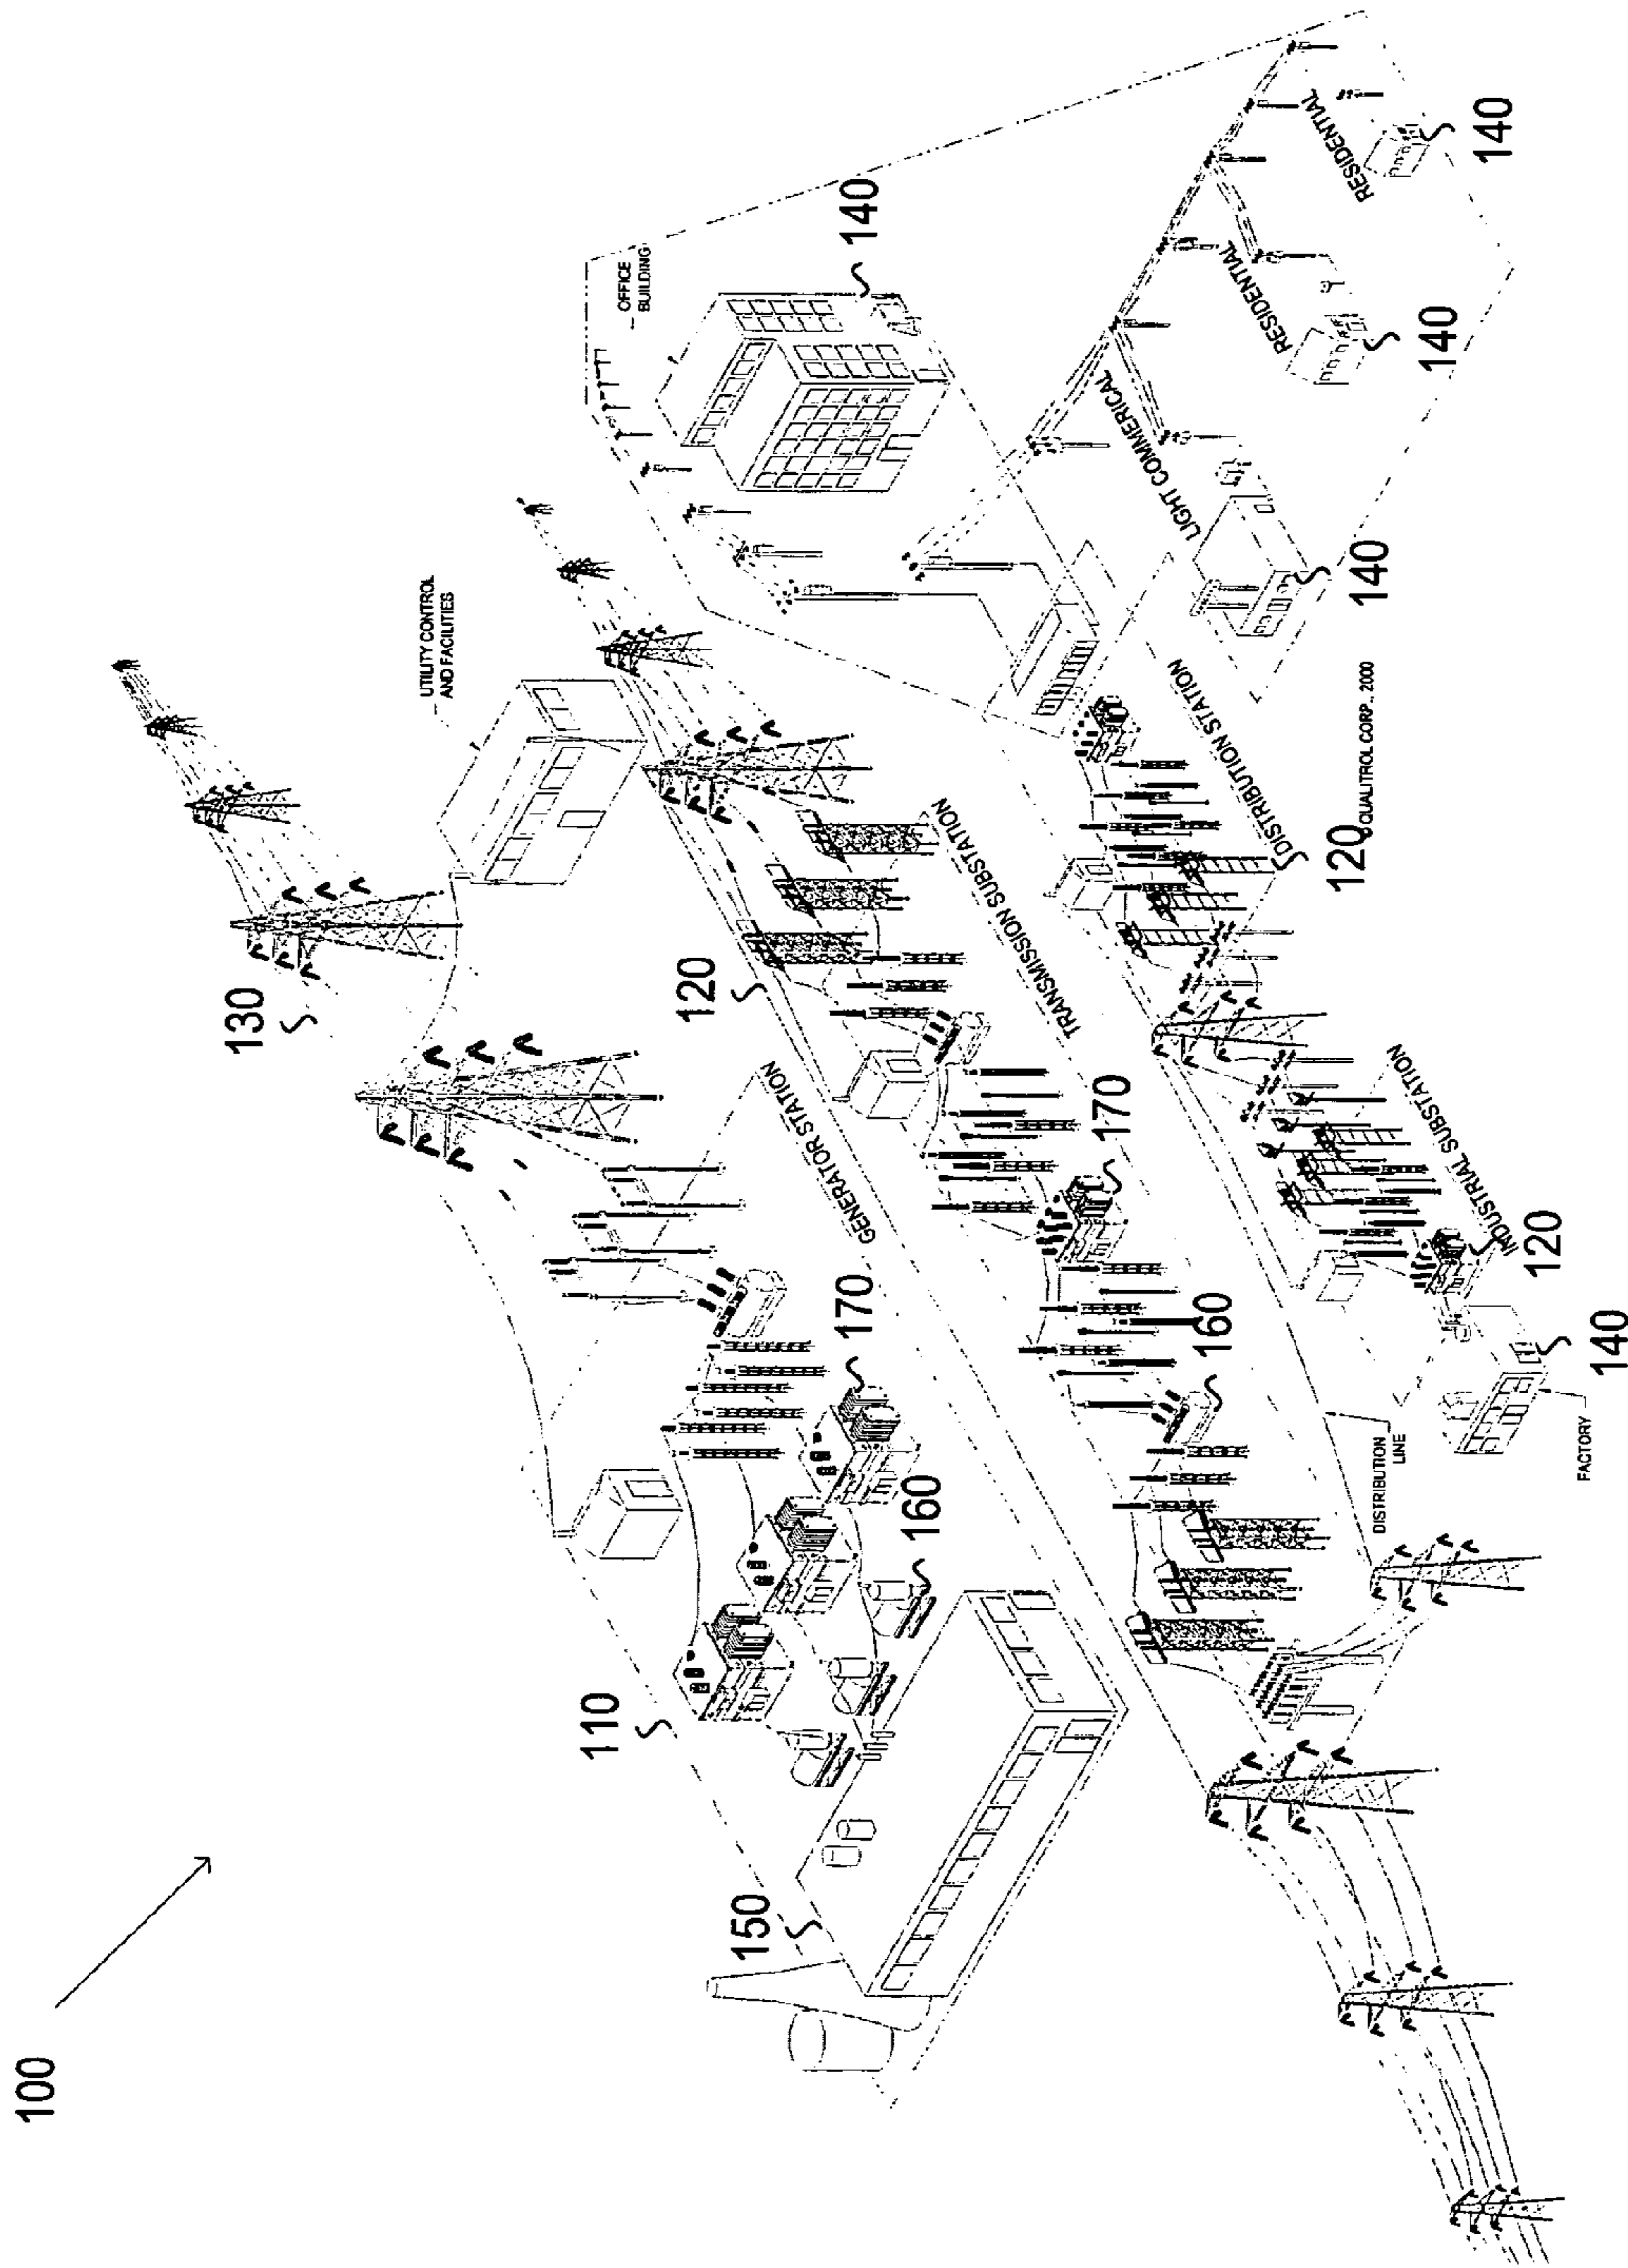 100
130
UTILITY CONTROL
AND FACILITIES
OFFICE
BUILDING
140
110
150
120
GENERATOR STATION
170
160
TRANSMISSION SUBSTATION
170
160
DISTRIBUTION STATION
120
© QUALITROL CORP., 2000
LIGHT COMMERICAL
140
RESIDENTIAL
140
RESIDENTIAL
140
INDUSTRIAL SUBSTATION
120
DISTRIBUTION
LINE
FACTORY
140